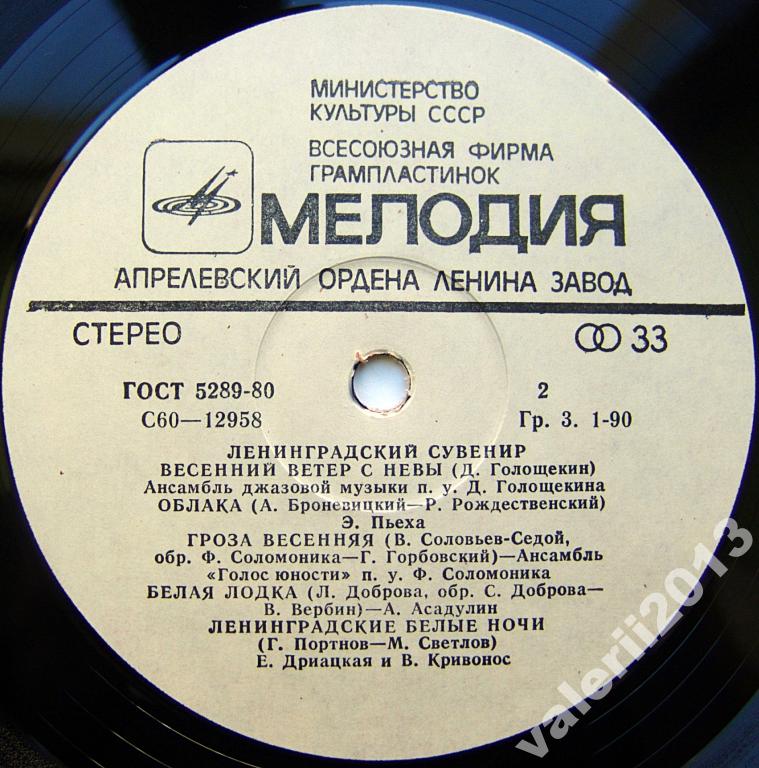 МИНИСТЕРСТВО
КУЛЬТУРЫ СССР
ВСЕСОЮЗНАЯ ФИРМА
ГРАМПЛАСТИНОК
МЕЛОДИЯ
АПРЕЛЕВСКИЙ ОРДЕНА ЛЕНИНА ЗАВОД
СТЕРЕО 33
ГОСТ 5289-80 2
С60—12958 Гр. 3. 1-90
ЛЕНИНГРАДСКИЙ СУВЕНИР
ВЕСЕННИЙ ВЕТЕР С НЕВЫ (Д. Голощекин)
Ансамбль джазовой музыки п. у. Д. Голощекина
ОБЛАКА (А. Броневицкий—Р. Рождественский)
Э. Пьеха
ГРОЗА ВЕСЕННЯЯ (В. Соловьев-Седой,
обр. Ф. Соломоника—Г. Горбовский)—Ансамбль
«Голос юности» п. у. Ф. Соломоника
БЕЛАЯ ЛОДКА (Л. Доброва, обр. С. Доброва—
В. Вербин)—А. Асадулин
ЛЕНИНГРАДСКИЕ БЕЛЫЕ НОЧИ
(Г. Портнов—М. Светлов)
Е. Дриацкая и В. Кривонос
valerii2013